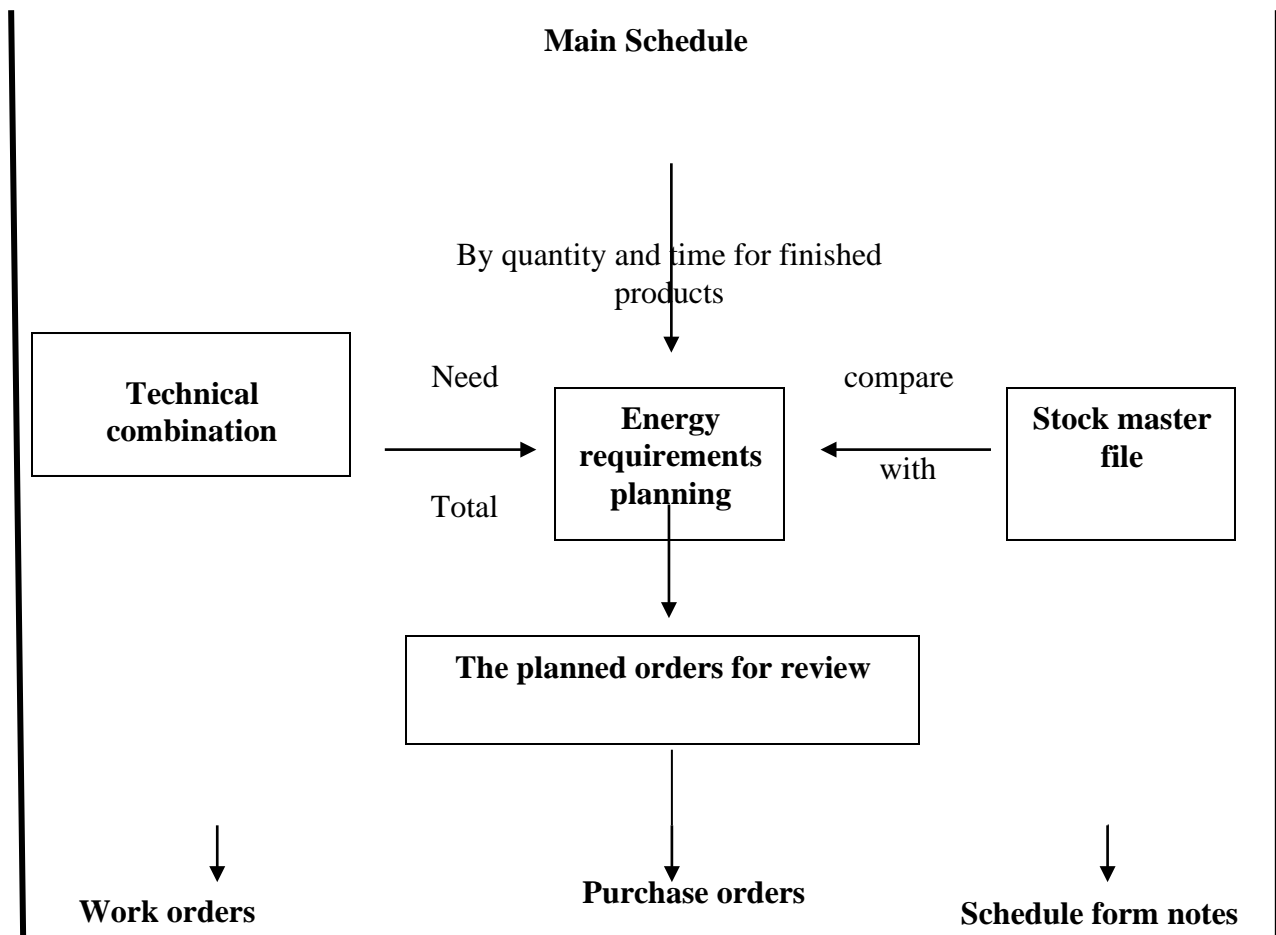 Main Schedule
By quantity and time for finished
products
Technical
combination
Need
Total
Energy
requirements
planning
compare
with
Stock master
file
The planned orders for review
Work orders
Purchase orders
Schedule form notes